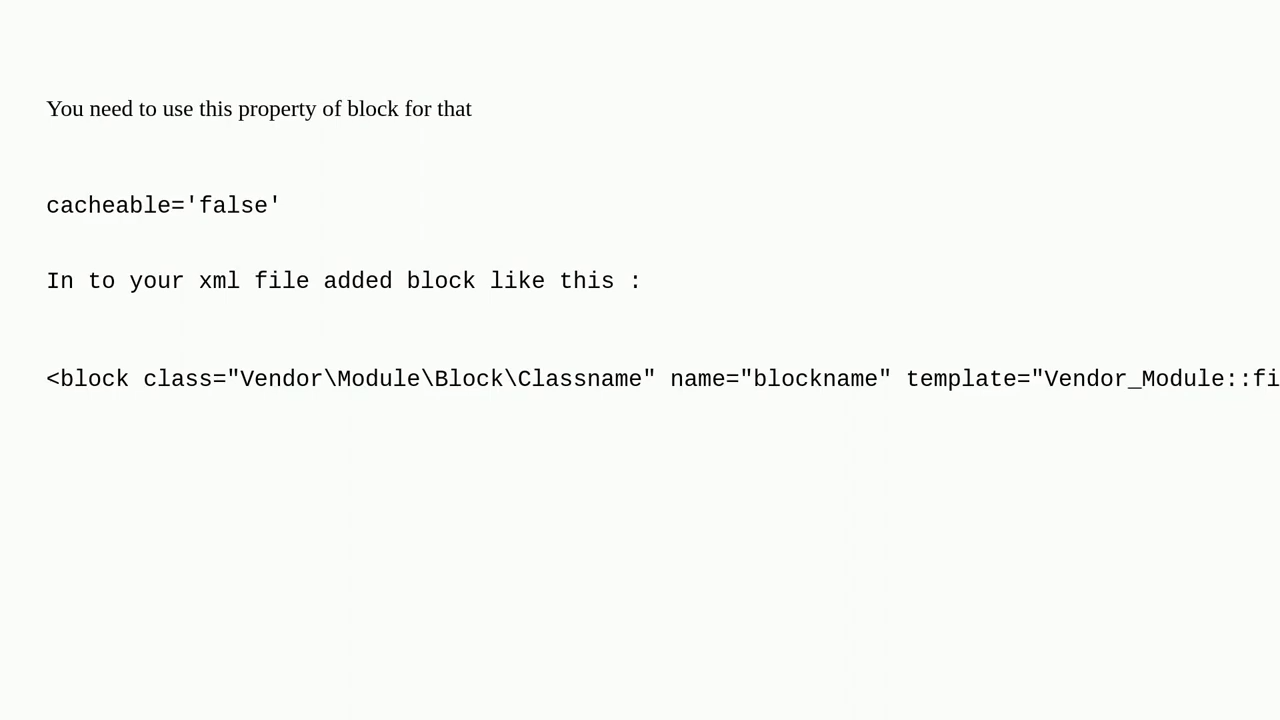 You need to use this property of block for that
cacheable='false'
In to your xml file added block like this :
<block class="Vendor\Module\Block\Classname" name="blockname" template="Vendor_Module::fi